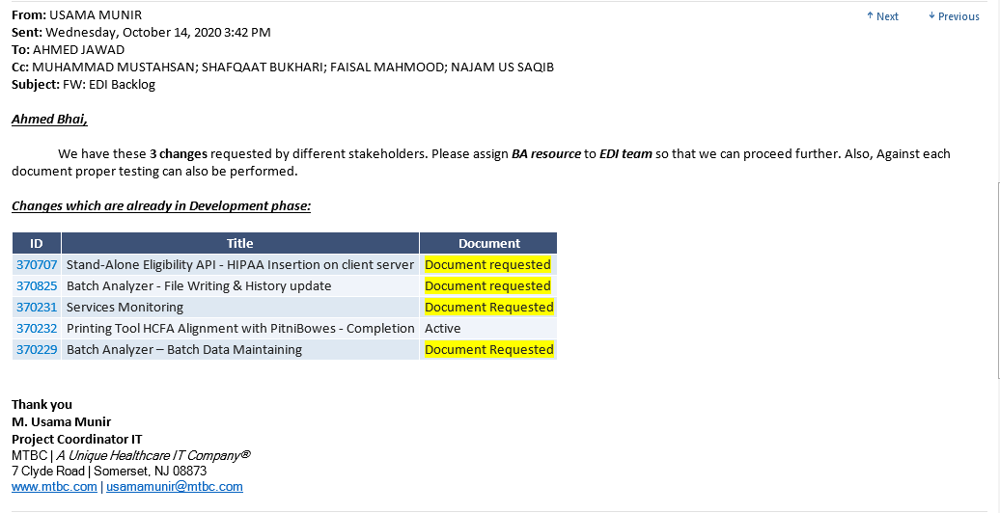 From: USAMA MUNIR
↑ Next ↓ Previous
Sent: Wednesday, October 14, 2020 3:42 PM
To: AHMED JAWAD
Cc: MUHAMMAD MUSTAHSAN; SHAFQAAT BUKHARI; FAISAL MAHMOOD; NAJAM US SAQIB
Subject: FW: EDI Backlog
Ahmed Bhai,
We have these 3 changes requested by different stakeholders. Please assign BA resource to EDI team so that we can proceed further. Also, Against each
document proper testing can also be performed.
Changes which are already in Development phase:
ID Title Document
370707 Stand-Alone Eligibility API - HIPAA Insertion on client server Document requested
370825 Batch Analyzer - File Writing & History update Document requested
370231 Services Monitoring Document Requested
370232 Printing Tool HCFA Alignment with PitniBowes - Completion Active
370229 Batch Analyzer – Batch Data Maintaining Document Requested
Thank you
M. Usama Munir
Project Coordinator IT
MTBC | A Unique Healthcare IT Company®
7 Clyde Road | Somerset, NJ 08873
www.mtbc.com | usamamunir@mtbc.com